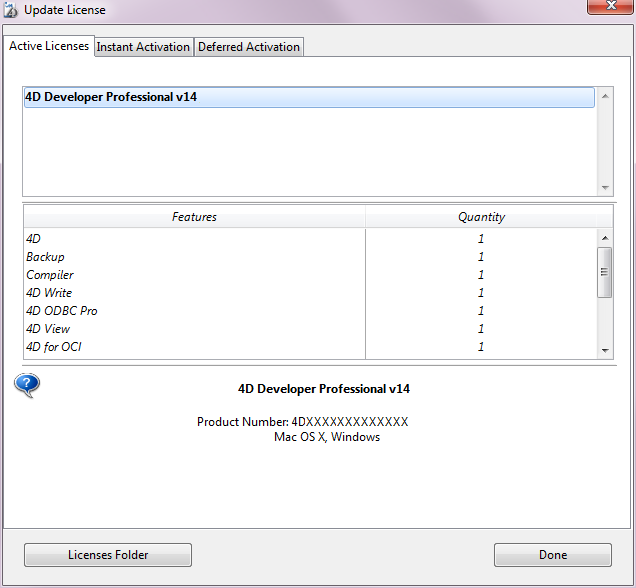 Update License
Active Licenses Instant Activation Deferred Activation
4D Developer Professional v14
Features Quantity
4D 1
Backup 1
Compiler 1
4D Write 1
4D ODBC Pro 1
4D View 1
4D for OCI 1
?
4D Developer Professional v14
Product Number: 4DXXXXXXXXXXXXX
Mac OS X, Windows
Licenses Folder Done